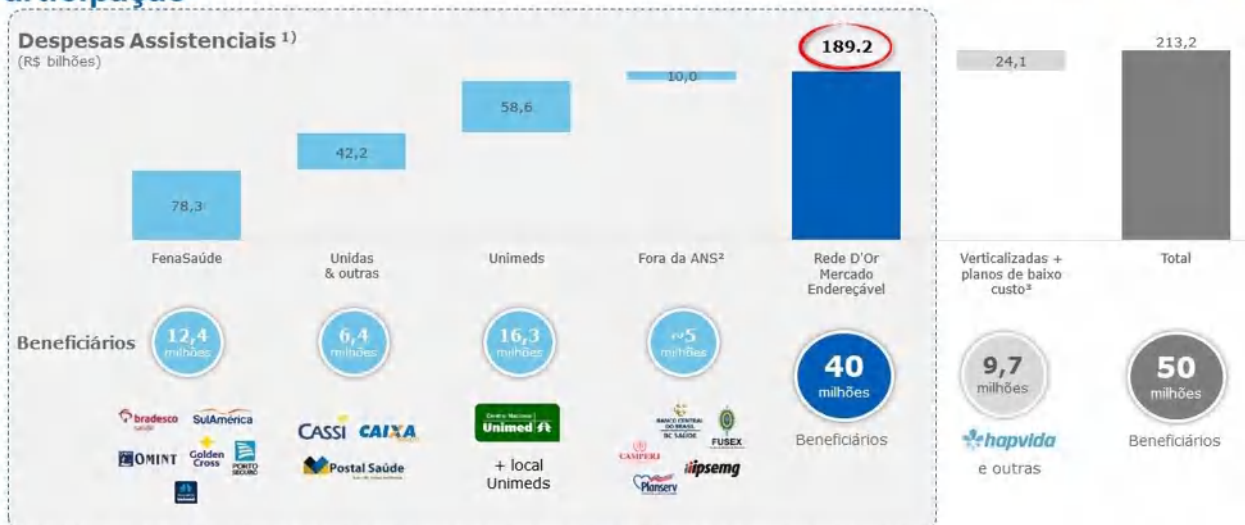 articipação
Despesas Assistenciais 1)
(R$ bilhões)
78,3
42,2
58,6
10,0
189.2
24,1
213,2
FenaSaúde
Unidas
& outras
Unimeds
Fora da ANS²
Rede D'Or
Mercado
Endereçável
Verticalizadas +
planos de baixo
custo³
Total
Beneficiários
12,4
milhões
6,4
milhões
16,3
milhões
~5
milhões
40
milhões
Beneficiários
9,7
milhões
50
milhões
Beneficiários
bradesco
saúde
SulAmérica
OMINT
Golden
Cross
PORTO
SEGURO
CASSI
CAIXA
Postal Saúde
Central Nacional
Unimed
+ local
Unimeds
BANCO CENTRAL
DO BRASIL
BC SAÚDE
FUSEX
CAMPERJ
ipsemg
Planserv
hapvida
e outras